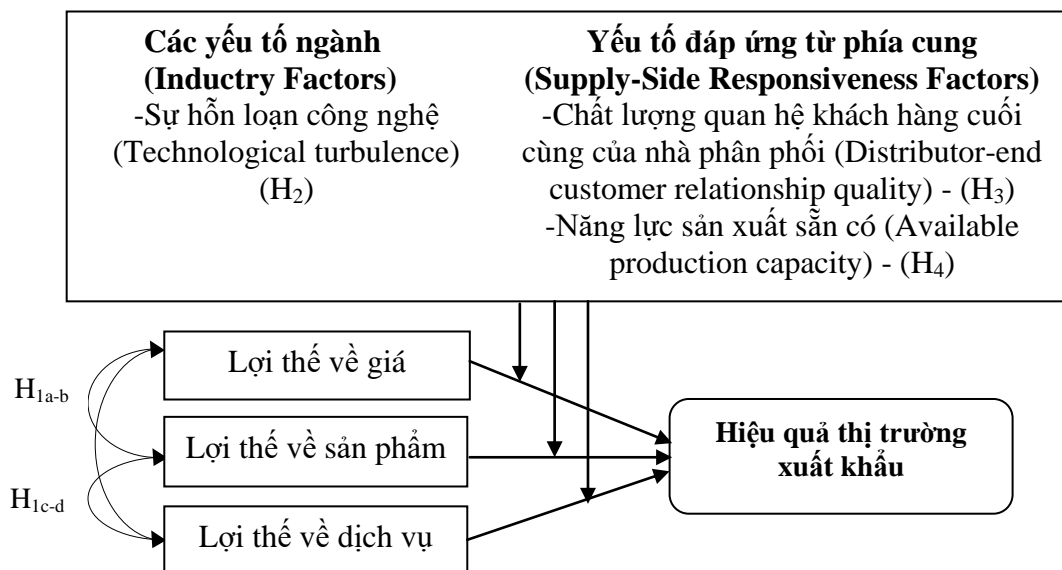 Các yếu tố ngành
(Inductry Factors)
-Sự hỗn loạn công nghệ
(Technological turbulence)
(H₂)
Yếu tố đáp ứng từ phía cung
(Supply-Side Responsiveness Factors)
-Chất lượng quan hệ khách hàng cuối
cùng của nhà phân phối (Distributor-end
customer relationship quality) - (H₃)
-Năng lực sản xuất sẵn có (Available
production capacity) - (H₄)
Lợi thế về giá
H₁ₐ₋b
Lợi thế về sản phẩm
Hiệu quả thị trường
xuất khẩu
H₁c₋d
Lợi thế về dịch vụ